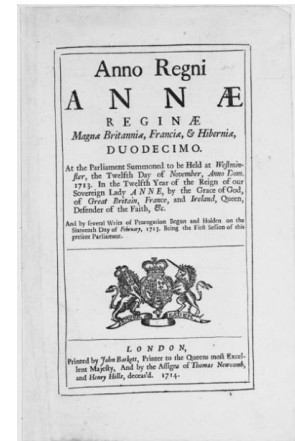 Anno Regni
ANNÆ
REGINÆ
Magnæ Britanniæ, Franciæ, & Hiberniæ,
DUODECIMO.
At the Parliament Summoned to be Held at Westmin-
ster, the Twelfth Day of November, Anno Dom.
1713. In the Twelfth Year of the Reign of our
Sovereign Lady ANNE, by the Grace of God,
of Great Britain, France, and Ireland, Queen,
Defender of the Faith, &c.
And by several Writs of Prorogation Begun and Holden on the
Sixteenth Day of February, 1713. Being the First Session of this
present Parliament.
LONDON,
Printed by John Baskett, Printer to the Queens most Excel-
lent Majesty, And by the Assigns of Thomas Newcomb,
and Henry Hills, deceas'd. 1714.